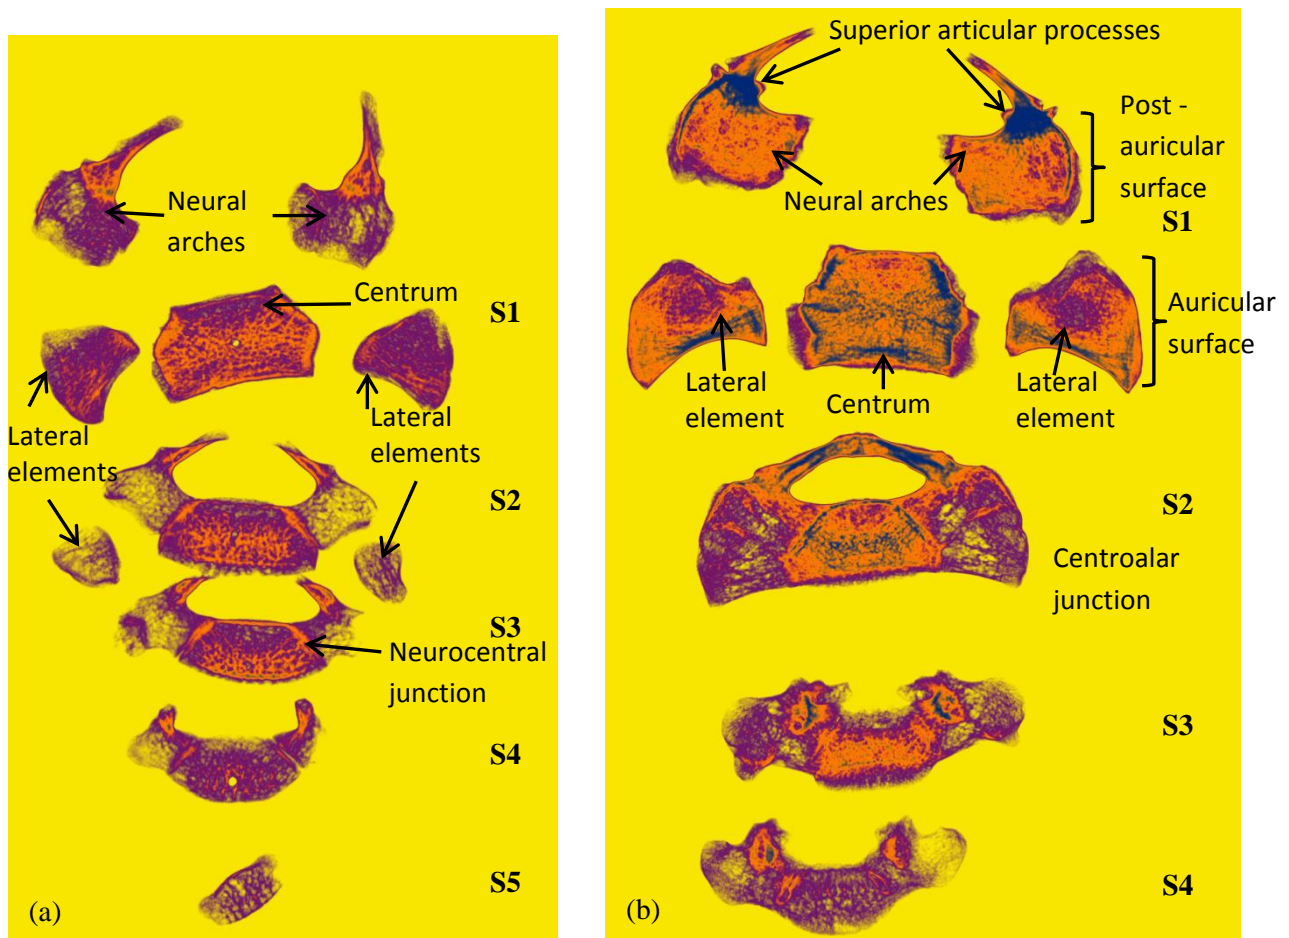 Neural
arches
Centrum
S1
Lateral
elements
Lateral
elements
S2
S3
Neurocentral
junction
S4
S5
(a)
Superior articular processes
Post -
auricular
surface
Neural arches
S1
Auricular
surface
Lateral
element
Centrum
Lateral
element
S2
Centroalar
junction
S3
S4
(b)